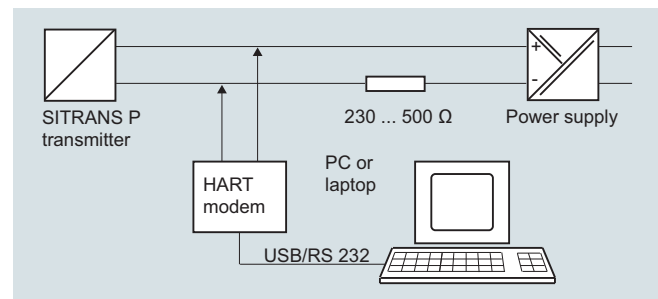 +
-
SITRANS P
transmitter
230 ... 500 Ω
Power supply
HART
modem
PC or
laptop
USB/RS 232